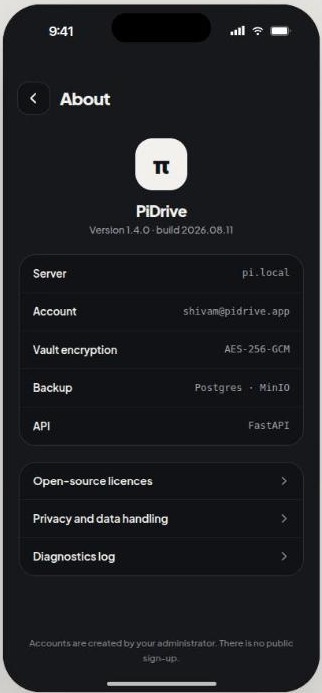 9:41
About
π
PiDrive
Version 1.4.0 · build 2026.08.11
Server pi.local
Account shivam@pidrive.app
Vault encryption AES-256-GCM
Backup Postgres · MinIO
API FastAPI
Open-source licences
Privacy and data handling
Diagnostics log
Accounts are created by your administrator. There is no public
sign-up.